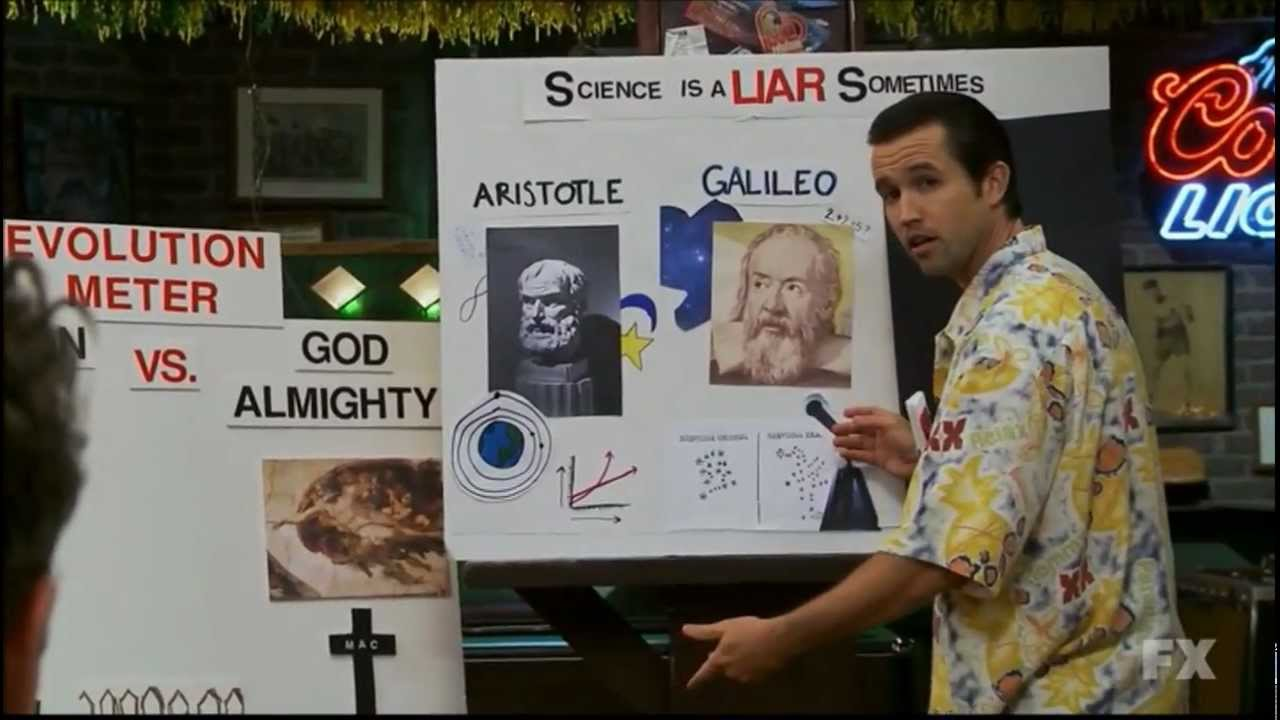 SCIENCE IS A LIAR SOMETIMES
ARISTOTLE
GALILEO
EVOLUTION
METER
VS.
GOD
ALMIGHTY
MAC
FX